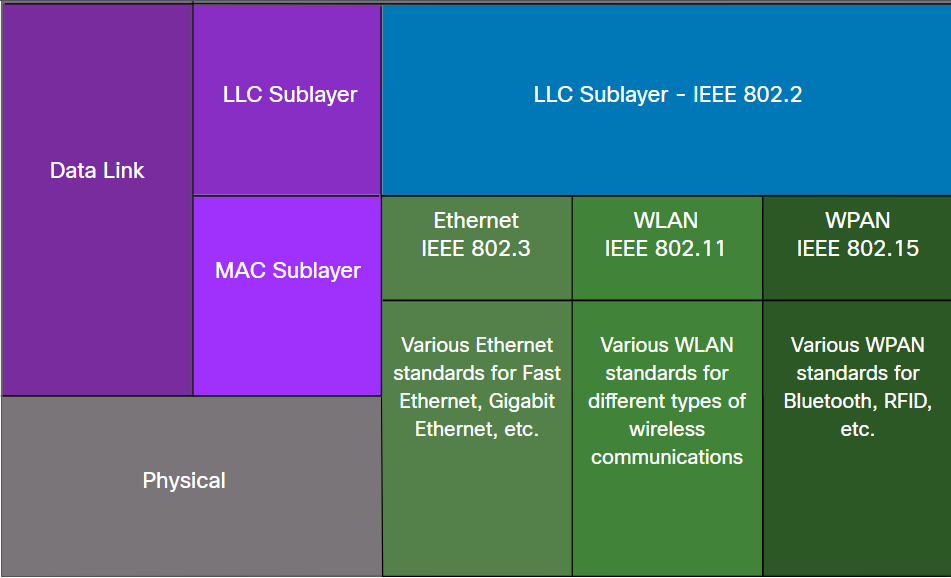 Data Link
LLC Sublayer
LLC Sublayer - IEEE 802.2
MAC Sublayer
Ethernet
IEEE 802.3
WLAN
IEEE 802.11
WPAN
IEEE 802.15
Various Ethernet
standards for Fast
Ethernet, Gigabit
Ethernet, etc.
Various WLAN
standards for
different types of
wireless
communications
Various WPAN
standards for
Bluetooth, RFID,
etc.
Physical